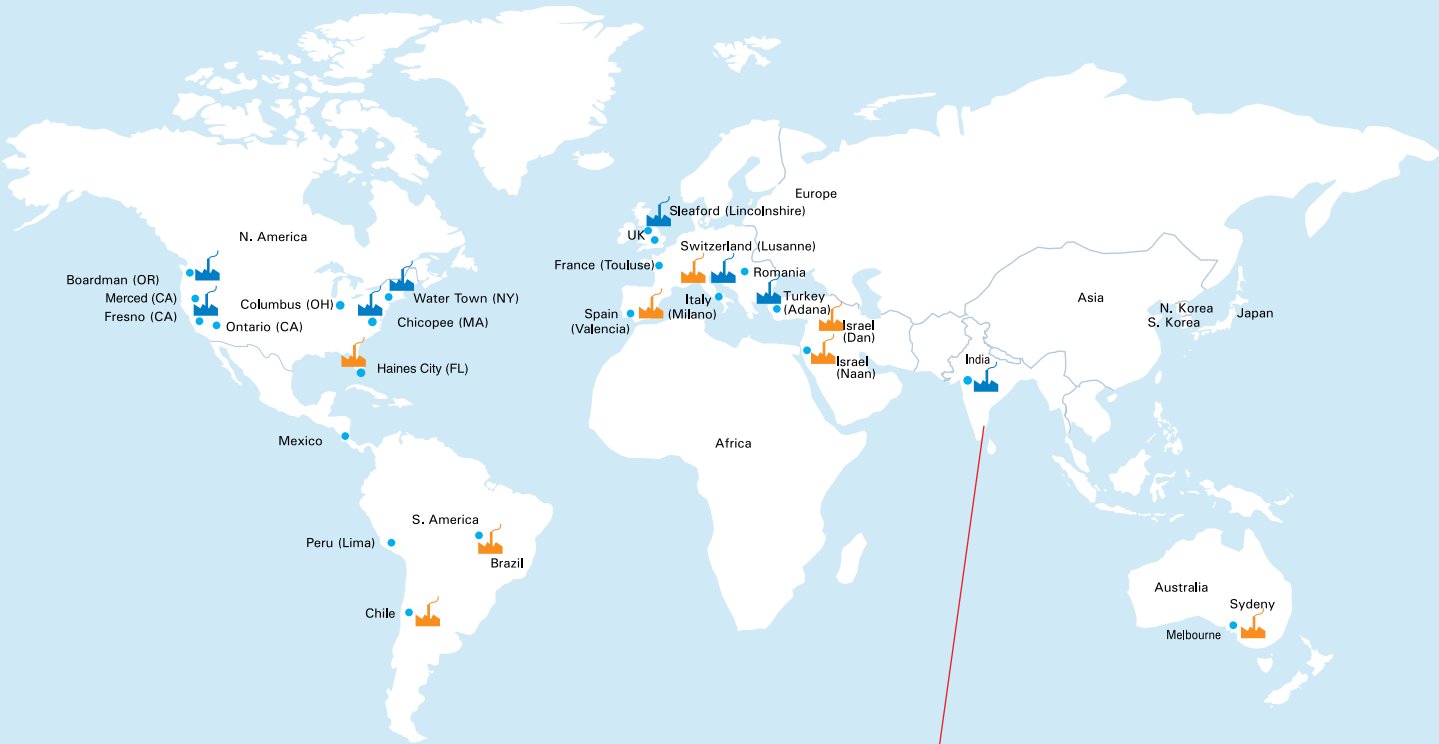 Europe
Sleaford (Lincolnshire)
N. America
UK
Switzerland (Lusanne)
France (Touluse)
Boardman (OR)
Romania
Merced (CA)
Columbus (OH)
Water Town (NY)
Italy
(Milano)
Turkey
(Adana)
Asia
Fresno (CA)
Ontario (CA)
Chicopee (MA)
Spain
(Valencia)
N. Korea
S. Korea
Japan
Israel
(Dan)
Haines City (FL)
Israel
(Naan)
India
Mexico
Africa
S. America
Peru (Lima)
Brazil
Chile
Australia
Sydeny
Melbourne